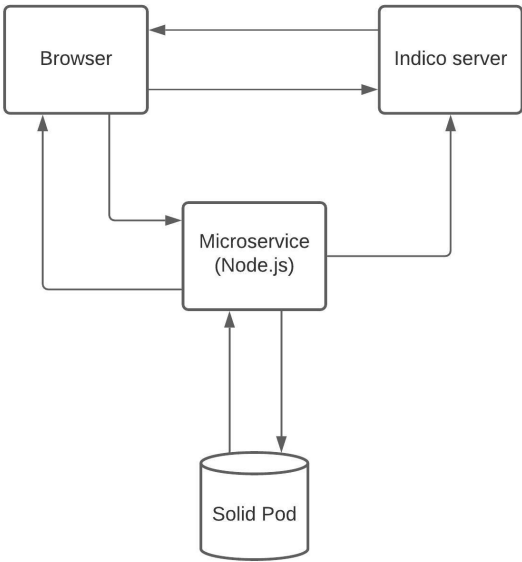 Browser
Indico server
Microservice
(Node.js)
Solid Pod